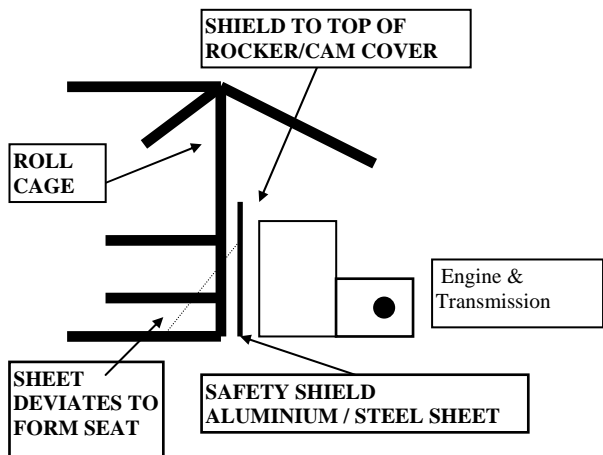 SHIELD TO TOP OF
ROCKER/CAM COVER
ROLL
CAGE
Engine &
Transmission
SHEET
DEVIATES TO
FORM SEAT
SAFETY SHIELD
ALUMINIUM / STEEL SHEET